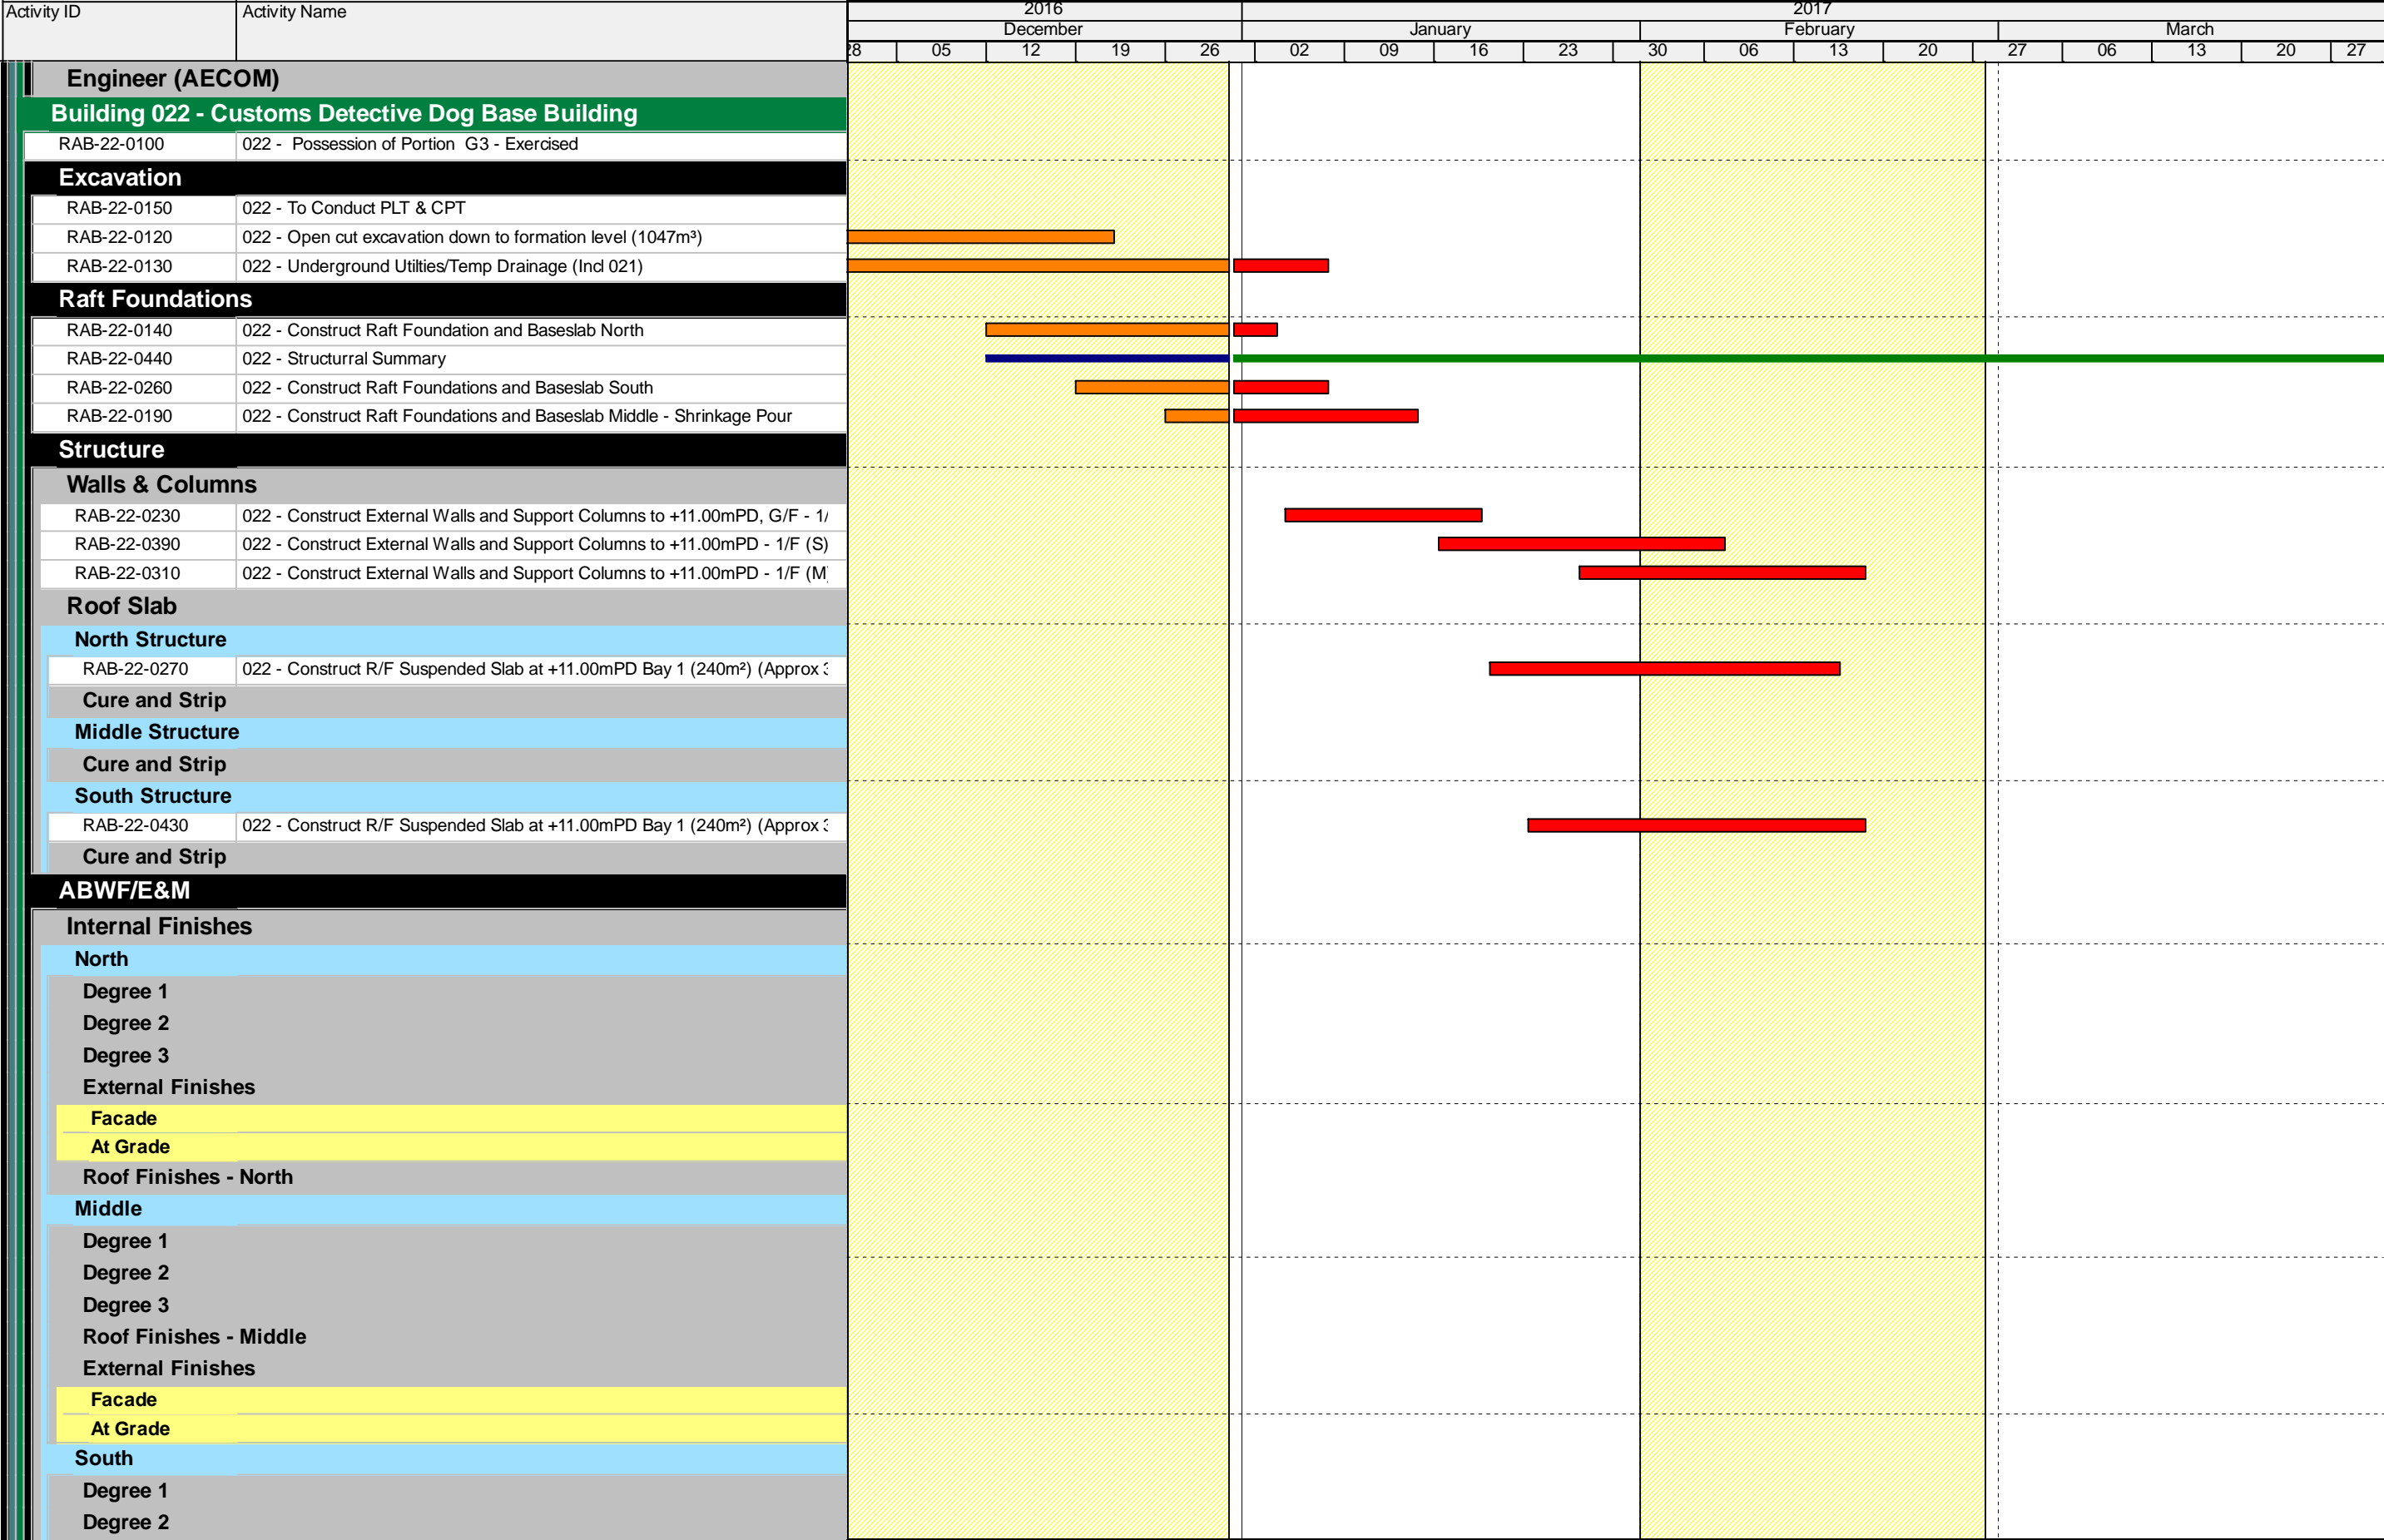 Activity ID Activity Name 2016 2017
December January February March
28 05 12 19 26 02 09 16 23 30 06 13 20 27 06 13 20 27
Engineer (AECOM)
Building 022 - Customs Detective Dog Base Building
RAB-22-0100 022 - Possession of Portion G3 - Exercised
Excavation
RAB-22-0150 022 - To Conduct PLT & CPT
RAB-22-0120 022 - Open cut excavation down to formation level (1047m³)
RAB-22-0130 022 - Underground Utilties/Temp Drainage (Incl 021)
Raft Foundations
RAB-22-0140 022 - Construct Raft Foundation and Baseslab North
RAB-22-0440 022 - Structurral Summary
RAB-22-0260 022 - Construct Raft Foundations and Baseslab South
RAB-22-0190 022 - Construct Raft Foundations and Baseslab Middle - Shrinkage Pour
Structure
Walls & Columns
RAB-22-0230 022 - Construct External Walls and Support Columns to +11.00mPD, G/F - 1/
RAB-22-0390 022 - Construct External Walls and Support Columns to +11.00mPD - 1/F (S)
RAB-22-0310 022 - Construct External Walls and Support Columns to +11.00mPD - 1/F (M
Roof Slab
North Structure
RAB-22-0270 022 - Construct R/F Suspended Slab at +11.00mPD Bay 1 (240m²) (Approx
Cure and Strip
Middle Structure
Cure and Strip
South Structure
RAB-22-0430 022 - Construct R/F Suspended Slab at +11.00mPD Bay 1 (240m²) (Approx
Cure and Strip
ABWF/E&M
Internal Finishes
North
Degree 1
Degree 2
Degree 3
External Finishes
Facade
At Grade
Roof Finishes - North
Middle
Degree 1
Degree 2
Degree 3
Roof Finishes - Middle
External Finishes
Facade
At Grade
South
Degree 1
Degree 2